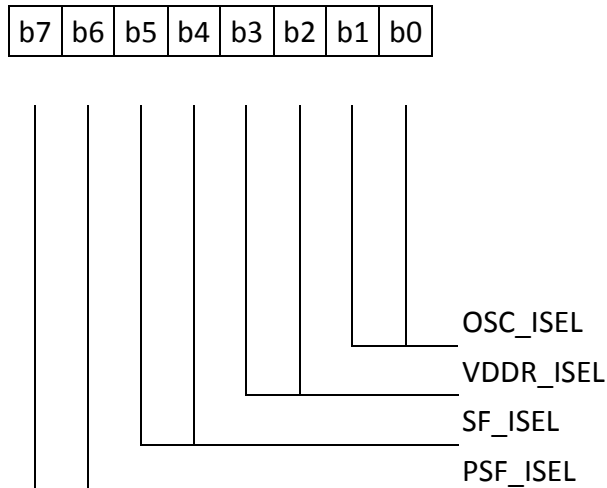 b7 b6 b5 b4 b3 b2 b1 b0
OSC_ISEL
VDDR_ISEL
SF_ISEL
PSF_ISEL